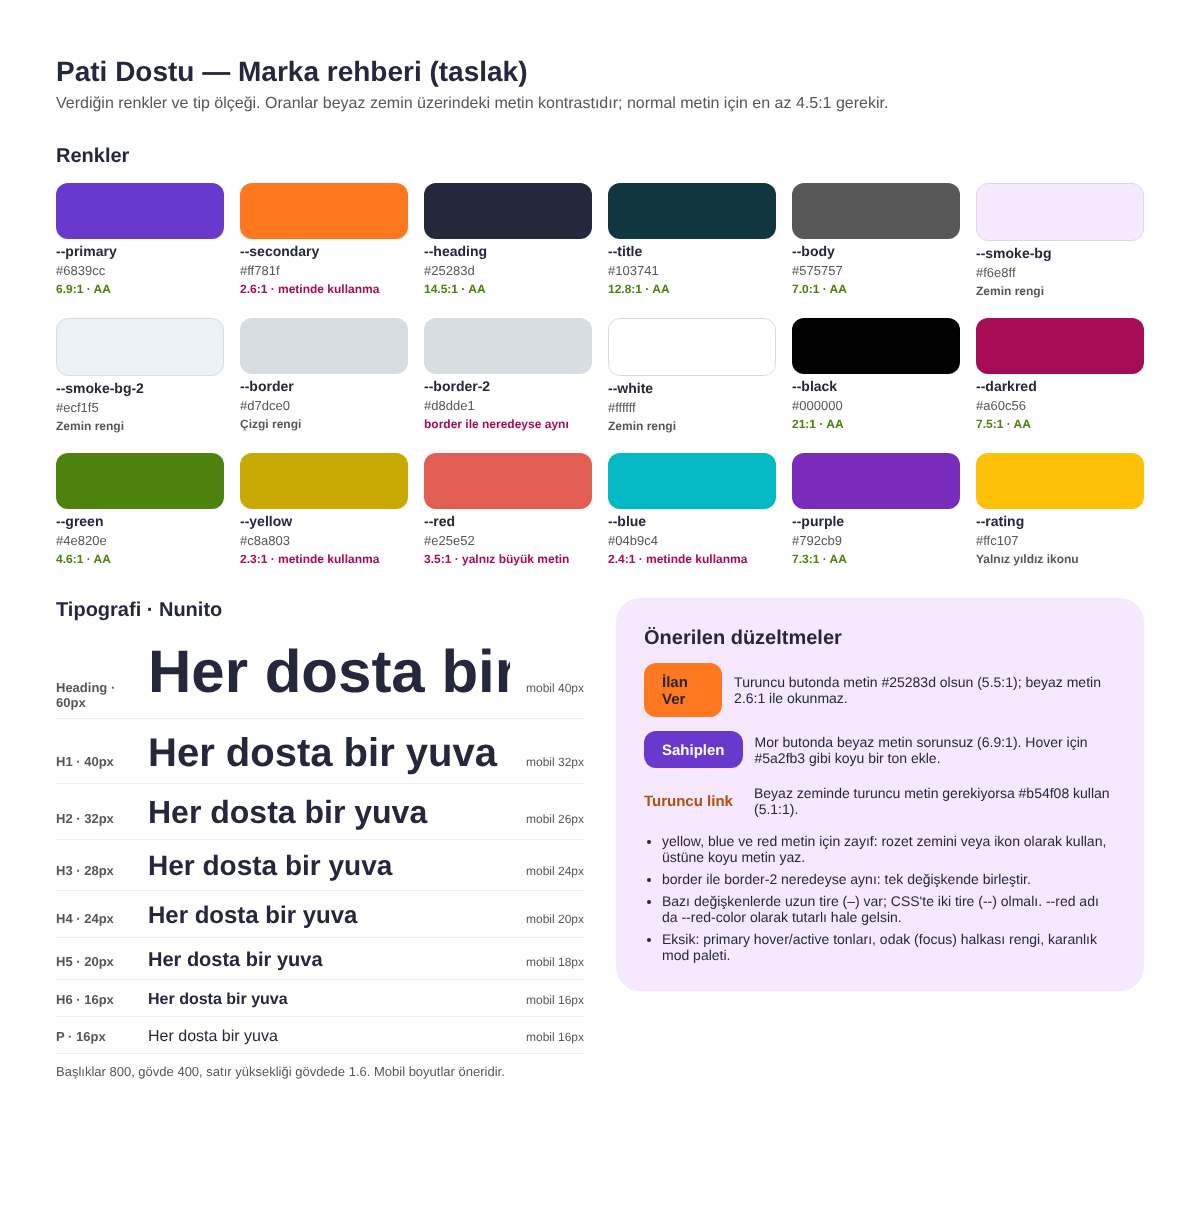 Pati Dostu — Marka rehberi (taslak)
Verdiğin renkler ve tip ölçeği. Oranlar beyaz zemin üzerindeki metin kontrastıdır; normal metin için en az 4.5:1 gerekir.
Renkler
--primary
#6839cc
6.9:1 · AA
--secondary
#ff781f
2.6:1 · metinde kullanma
--heading
#25283d
14.5:1 · AA
--title
#103741
12.8:1 · AA
--body
#575757
7.0:1 · AA
--smoke-bg
#f6e8ff
Zemin rengi
--smoke-bg-2
#ecf1f5
Zemin rengi
--border
#d7dce0
Çizgi rengi
--border-2
#d8dde1
border ile neredeyse aynı
--white
#ffffff
Zemin rengi
--black
#000000
21:1 · AA
--darkred
#a60c56
7.5:1 · AA
--green
#4e820e
4.6:1 · AA
--yellow
#c8a803
2.3:1 · metinde kullanma
--red
#e25e52
3.5:1 · yalnız büyük metin
--blue
#04b9c4
2.4:1 · metinde kullanma
--purple
#792cb9
7.3:1 · AA
--rating
#ffc107
Yalnız yıldız ikonu
Tipografi · Nunito
Heading ·
60px
Her dosta bir
mobil 40px
H1 · 40px
Her dosta bir yuva
mobil 32px
H2 · 32px
Her dosta bir yuva
mobil 26px
H3 · 28px
Her dosta bir yuva
mobil 24px
H4 · 24px
Her dosta bir yuva
mobil 20px
H5 · 20px
Her dosta bir yuva
mobil 18px
H6 · 16px
Her dosta bir yuva
mobil 16px
P · 16px
Her dosta bir yuva
mobil 16px
Başlıklar 800, gövde 400, satır yüksekliği gövdede 1.6. Mobil boyutlar öneridir.
Önerilen düzeltmeler
İlan
Ver
Turuncu butonda metin #25283d olsun (5.5:1); beyaz metin
2.6:1 ile okunmaz.
Sahiplen
Mor butonda beyaz metin sorunsuz (6.9:1). Hover için
#5a2fb3 gibi koyu bir ton ekle.
Turuncu link
Beyaz zeminde turuncu metin gerekiyorsa #b54f08 kullan
(5.1:1).
• yellow, blue ve red metin için zayıf: rozet zemini veya ikon olarak kullan,
üstüne koyu metin yaz.
• border ile border-2 neredeyse aynı: tek değişkende birleştir.
• Bazı değişkenlerde uzun tire (–) var; CSS'te iki tire (--) olmalı. --red adı
da --red-color olarak tutarlı hale gelsin.
• Eksik: primary hover/active tonları, odak (focus) halkası rengi, karanlık
mod paleti.